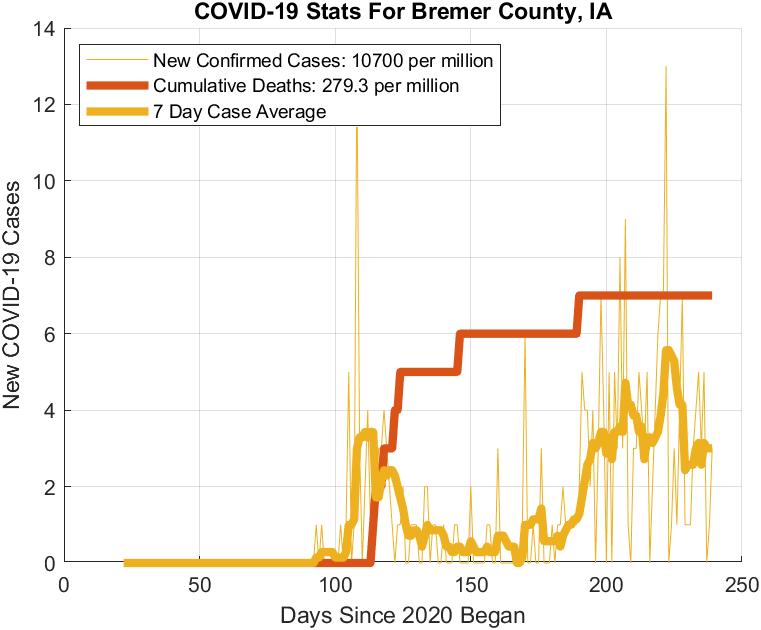 COVID-19 Stats For Bremer County, IA
New Confirmed Cases: 10700 per million
Cumulative Deaths: 279.3 per million
7 Day Case Average
New COVID-19 Cases
14
12
10
8
6
4
2
0
0 50 100 150 200 250
Days Since 2020 Began